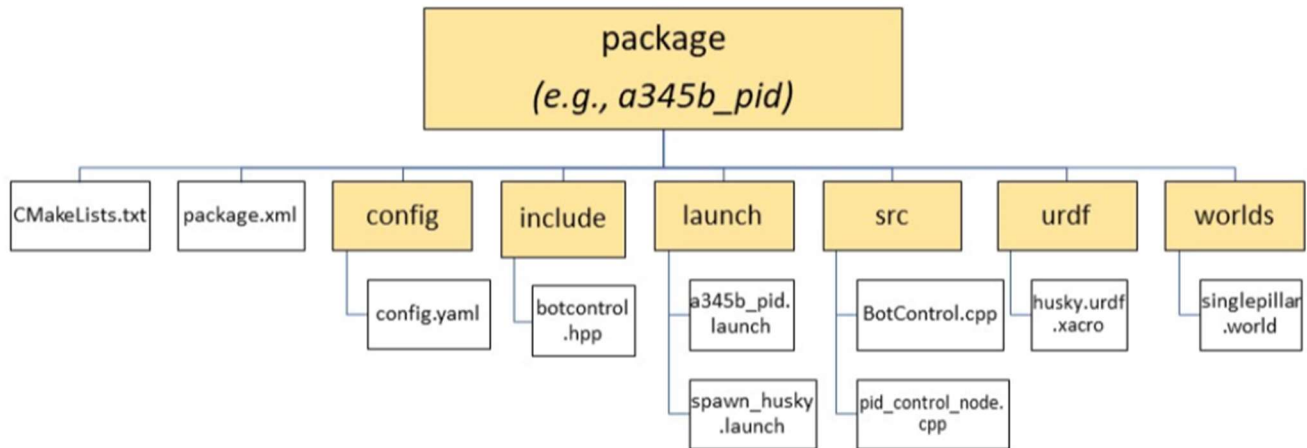 package
(e.g., a345b_pid)
CMakeLists.txt
package.xml
config
include
launch
src
urdf
worlds
config.yaml
botcontrol
.hpp
a345b_pid.
launch
BotControl.cpp
husky.urdf
.xacro
singlepillar
.world
spawn_husky
.launch
pid_control_node.
cpp